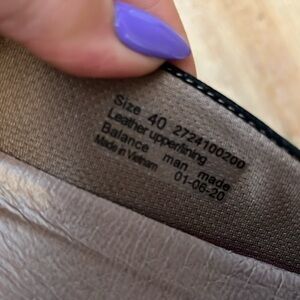 Size 40 2724100200
Leather upper/lining
Balance man made
Made in Vietnam 01-06-20